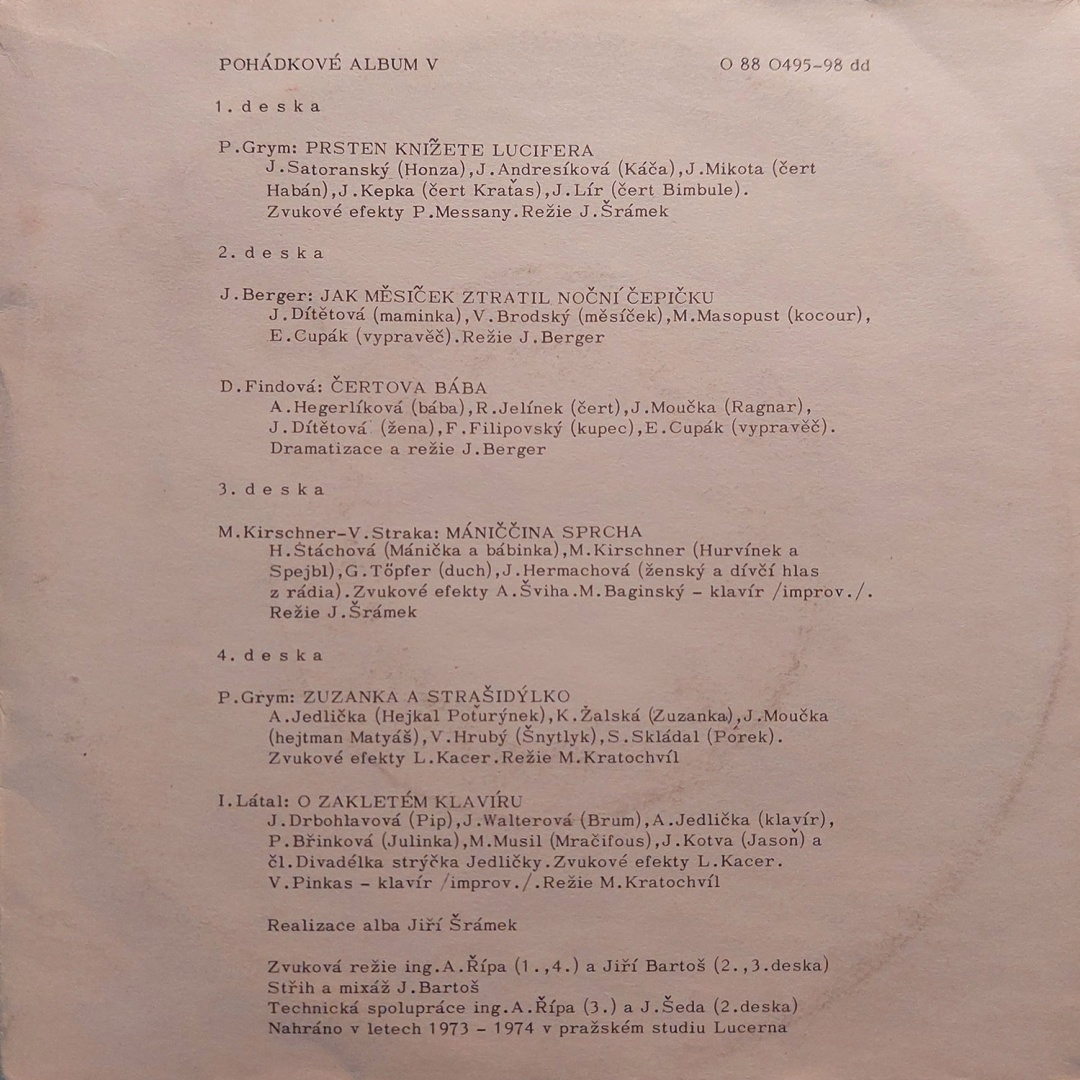 POHÁDKOVÉ ALBUM V
0 88 0495-98 dd
1. d e s k a
P.Grym: PRSTEN KNIŽETE LUCIFERA
J.Satoranský (Honza),J.Andresíková (Káča),J.Mikota (čert
Habán),J.Kepka (čert Kraťas),J.Lír (čert Bimbule).
Zvukové efekty P.Messany.Režie J.Šrámek
2. d e s k a
J.Berger: JAK MĚSIČEK ZTRATIL NOČNÍ ČEPIČKU
J.Dítětová (maminka),V.Brodský (měsíček),M.Masopust (kocour),
E.Cupák (vypravěč).Režie J.Berger
D.Findová: ČERTOVA BÁBA
A.Hegerlíková (bába),R.Jelínek (čert),J.Moučka (Ragnar),
J.Dítětová (žena),F.Filipovský (kupec),E.Cupák (vypravěč).
Dramatizace a režie J.Berger
3. d e s k a
M.Kirschner-V.Straka: MÁNIČČINA SPRCHA
H.Štáchová (Mánička a bábinka),M.Kirschner (Hurvínek a
Spejbl),G.Töpfer (duch),J.Hermachová (ženský a dívčí hlas
z rádia).Zvukové efekty A.Šviha.M.Baginský - klavír /improv./.
Režie J.Šrámek
4. d e s k a
P.Grym: ZUZANKA A STRAŠIDÝLKO
A.Jedlička (Hejkal Poťurýnek),K.Žalská (Zuzanka),J.Moučka
(hejtman Matyáš),V.Hrubý (Šnytlyk),S.Skládal (Pórek).
Zvukové efekty L.Kacer.Režie M.Kratochvíl
I.Látal: O ZAKLETÉM KLAVÍRU
J.Drbohlavová (Pip),J.Walterová (Brum),A.Jedlička (klavír),
P.Břinková (Julinka),M.Musil (Mračifous),J.Kotva (Jasoň) a
čl.Divadélka strýčka Jedličky.Zvukové efekty L.Kacer.
V.Pinkas - klavír /improv./.Režie M.Kratochvíl
Realizace alba Jiří Šrámek
Zvuková režie ing.A.Řípa (1.,4.) a Jiří Bartoš (2.,3.deska)
Střih a mixáž J.Bartoš
Technická spolupráce ing.A.Řípa (3.) a J.Šeda (2.deska)
Nahráno v letech 1973 - 1974 v pražském studiu Lucerna